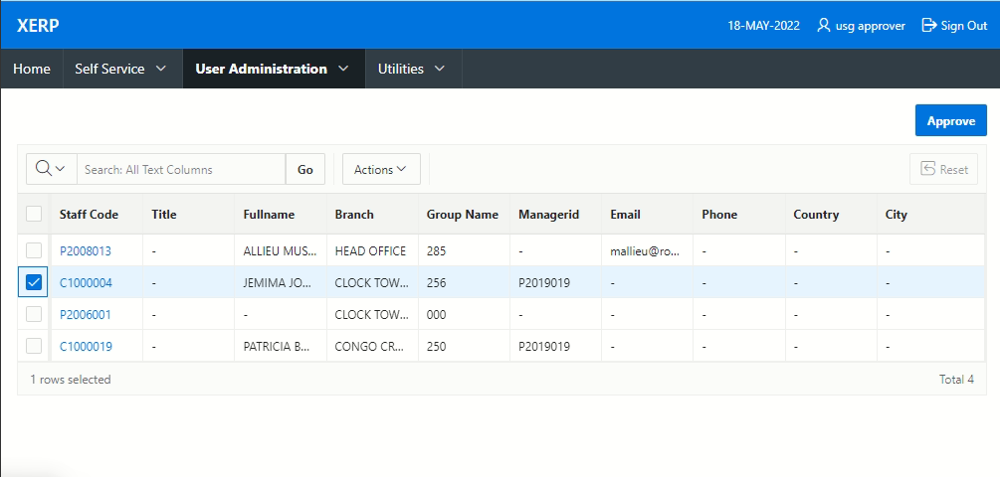 XERP 18-MAY-2022 usg approver Sign Out
Home Self Service User Administration Utilities
Approve
Search: All Text Columns Go Actions Reset
Staff Code Title Fullname Branch Group Name Managerid Email Phone Country City
P2008013 - ALLIEU MUS... HEAD OFFICE 285 - mallieu@ro... - - -
C1000004 - JEMIMA JO... CLOCK TOW... 256 P2019019 - - - -
P2006001 - - CLOCK TOW... 000 - - - - -
C1000019 - PATRICIA B... CONGO CR... 250 P2019019 - - - -
1 rows selected Total 4